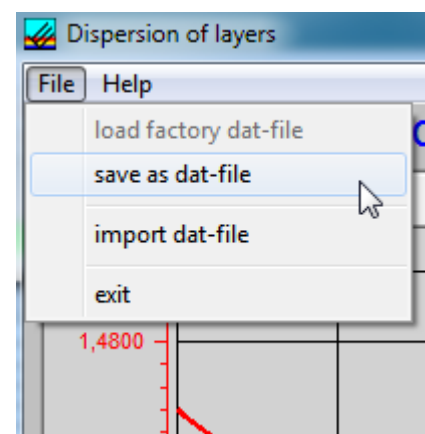 Dispersion of layers
File Help
load factory dat-file
save as dat-file
import dat-file
exit
1,4800